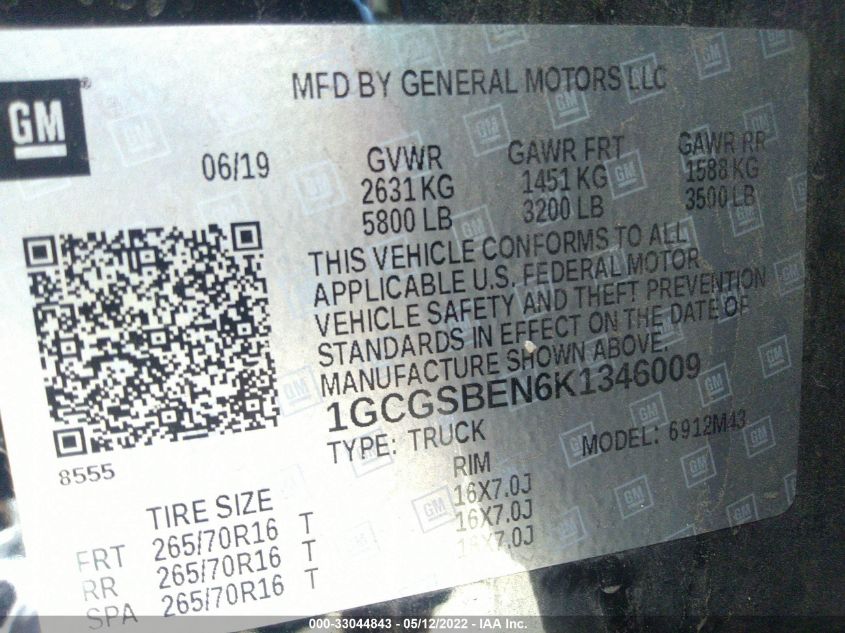 MFD BY GENERAL MOTORS LLC
GM
®
06/19
GVWR GAWR FRT GAWR RR
2631 KG 1451 KG 1588 KG
5800 LB 3200 LB 3500 LB
THIS VEHICLE CONFORMS TO ALL
APPLICABLE U.S. FEDERAL MOTOR
VEHICLE SAFETY AND THEFT PREVENTION
STANDARDS IN EFFECT ON THE DATE OF
MANUFACTURE SHOWN ABOVE.
1GCGSBEN6K1346009
TYPE: TRUCK MODEL: 6912M43
8555
TIRE SIZE RIM
FRT 265/70R16 T 16X7.0J
RR 265/70R16 T 16X7.0J
SPA 265/70R16 T 16X7.0J
000-33044843 - 05/12/2022 - IAA Inc.